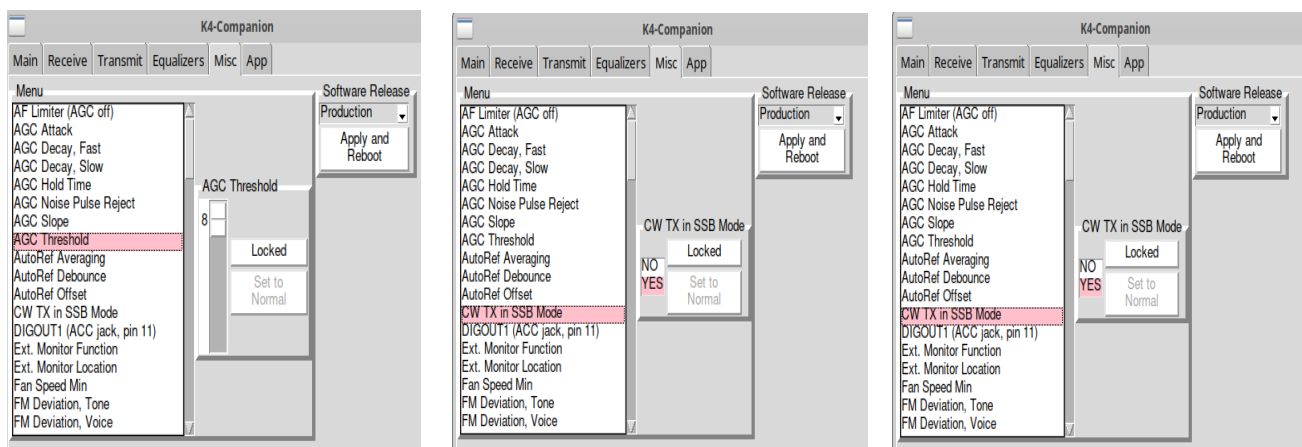 K4-Companion
Main Receive Transmit Equalizers Misc App
Menu
AF Limiter (AGC off)
AGC Attack
AGC Decay, Fast
AGC Decay, Slow
AGC Hold Time
AGC Noise Pulse Reject
AGC Slope
AGC Threshold
AutoRef Averaging
AutoRef Debounce
AutoRef Offset
CW TX in SSB Mode
DIGOUT1 (ACC jack, pin 11)
Ext. Monitor Function
Ext. Monitor Location
Fan Speed Min
FM Deviation, Tone
FM Deviation, Voice
AGC Threshold
8
Locked
Set to
Normal
Software Release
Production
Apply and
Reboot
K4-Companion
Main Receive Transmit Equalizers Misc App
Menu
AF Limiter (AGC off)
AGC Attack
AGC Decay, Fast
AGC Decay, Slow
AGC Hold Time
AGC Noise Pulse Reject
AGC Slope
AGC Threshold
AutoRef Averaging
AutoRef Debounce
AutoRef Offset
CW TX in SSB Mode
DIGOUT1 (ACC jack, pin 11)
Ext. Monitor Function
Ext. Monitor Location
Fan Speed Min
FM Deviation, Tone
FM Deviation, Voice
CW TX in SSB Mode
NO
YES
Locked
Set to
Normal
Software Release
Production
Apply and
Reboot
K4-Companion
Main Receive Transmit Equalizers Misc App
Menu
AF Limiter (AGC off)
AGC Attack
AGC Decay, Fast
AGC Decay, Slow
AGC Hold Time
AGC Noise Pulse Reject
AGC Slope
AGC Threshold
AutoRef Averaging
AutoRef Debounce
AutoRef Offset
CW TX in SSB Mode
DIGOUT1 (ACC jack, pin 11)
Ext. Monitor Function
Ext. Monitor Location
Fan Speed Min
FM Deviation, Tone
FM Deviation, Voice
CW TX in SSB Mode
NO
YES
Locked
Set to
Normal
Software Release
Production
Apply and
Reboot